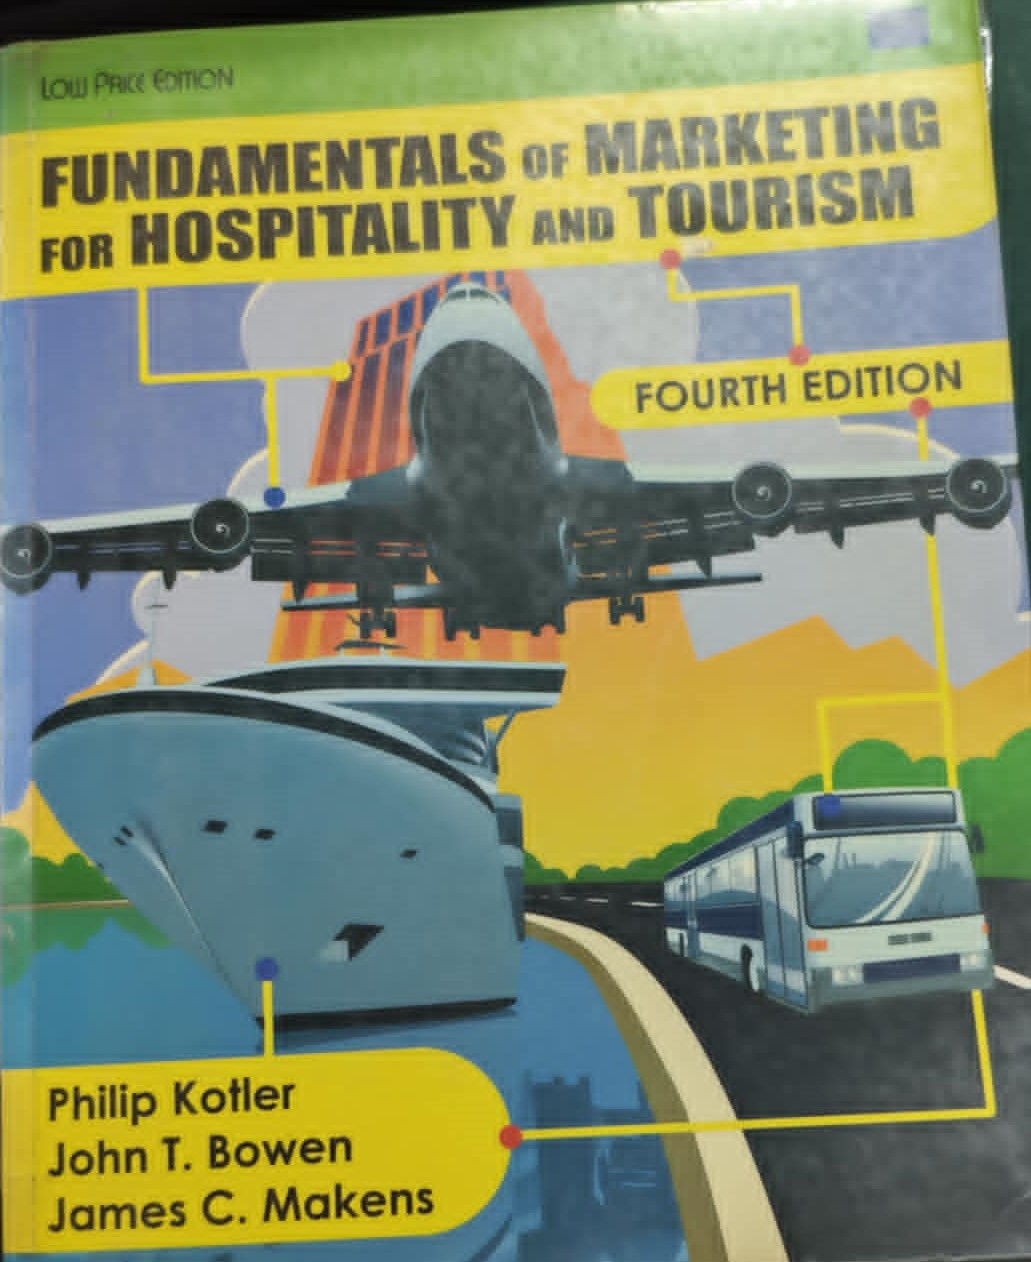 LOW PRICE EDITION
FUNDAMENTALS OF MARKETING
FOR HOSPITALITY AND TOURISM
FOURTH EDITION
Philip Kotler
John T. Bowen
James C. Makens